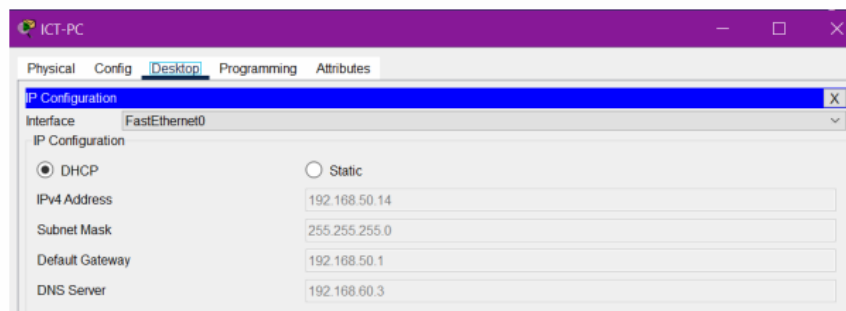 ICT-PC
Physical Config Desktop Programming Attributes
IP Configuration X
Interface FastEthernet0
IP Configuration
DHCP Static
IPv4 Address 192.168.50.14
Subnet Mask 255.255.255.0
Default Gateway 192.168.50.1
DNS Server 192.168.60.3